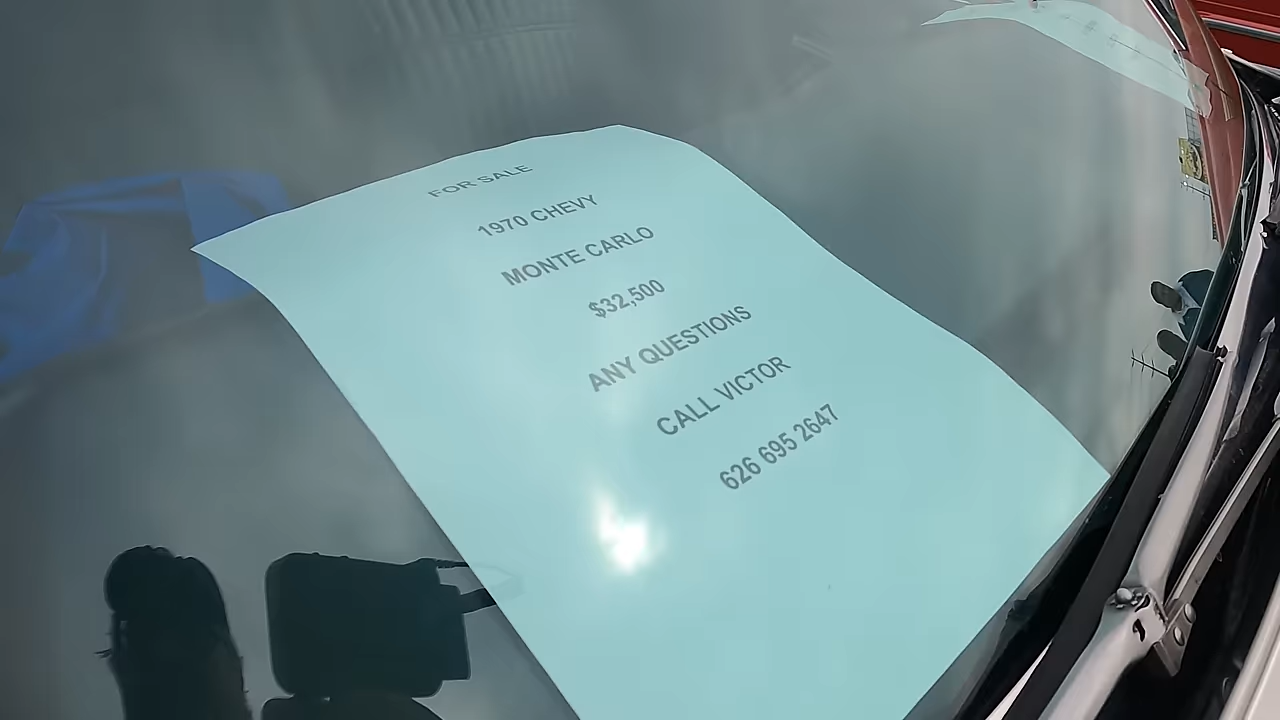 FOR SALE
1970 CHEVY
MONTE CARLO
$32,500
ANY QUESTIONS
CALL VICTOR
626 695 2647